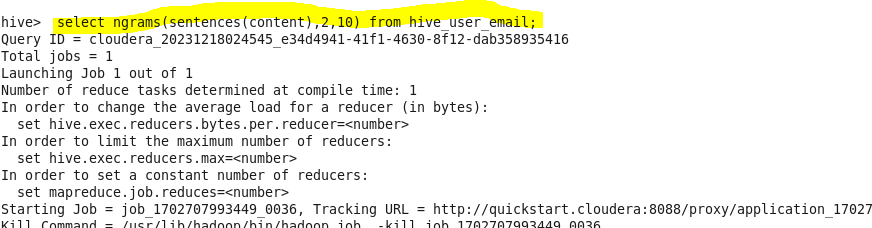 hive> select ngrams(sentences(content),2,10) from hive_user_email;
Query ID = cloudera_20231218024545_e34d4941-41f1-4630-8f12-dab358935416
Total jobs = 1
Launching Job 1 out of 1
Number of reduce tasks determined at compile time: 1
In order to change the average load for a reducer (in bytes):
  set hive.exec.reducers.bytes.per.reducer=<number>
In order to limit the maximum number of reducers:
  set hive.exec.reducers.max=<number>
In order to set a constant number of reducers:
  set mapreduce.job.reduces=<number>
Starting Job = job_1702707993449_0036, Tracking URL = http://quickstart.cloudera:8088/proxy/application_17027
Kill Command = /usr/lib/hadoop/bin/hadoop job  -kill job_1702707993449_0036